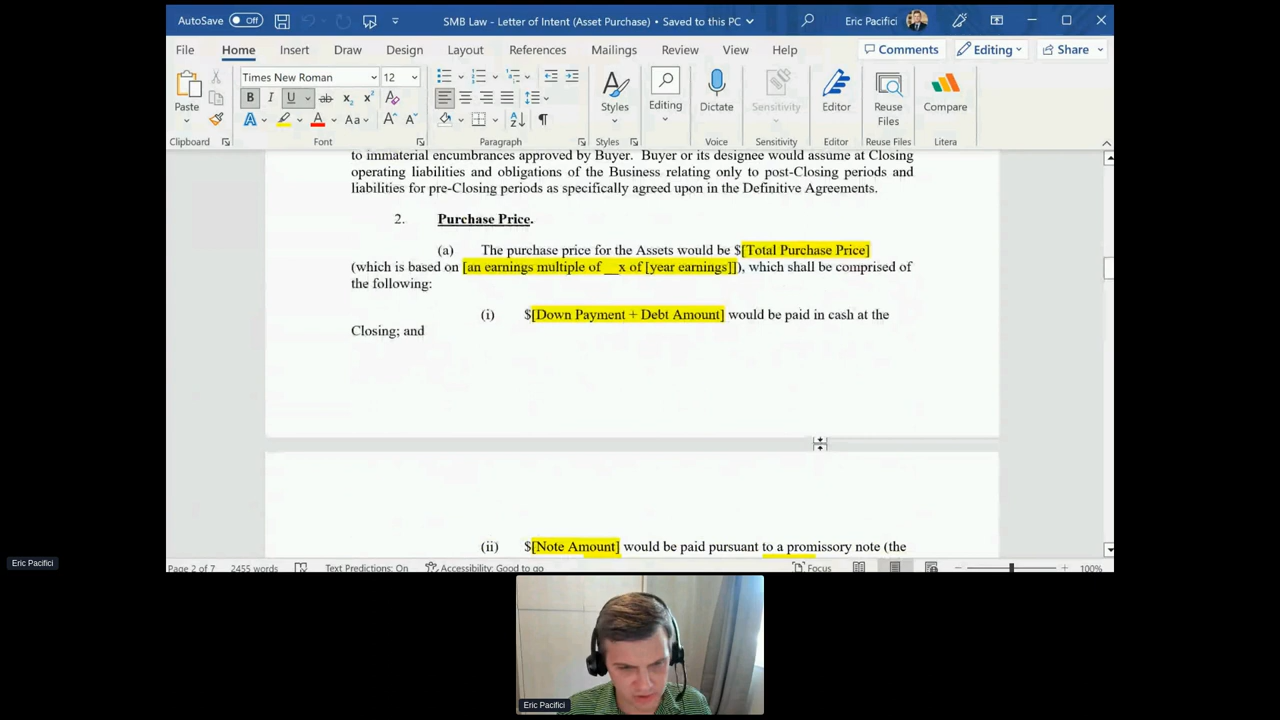 AutoSave Off SMB Law - Letter of Intent (Asset Purchase) • Saved to this PC Eric Pacifici
File Home Insert Draw Design Layout References Mailings Review View Help Comments Editing Share
Times New Roman 12
Paste Styles Editing Dictate Sensitivity Editor Reuse Files Compare
Clipboard Font Paragraph Styles Voice Sensitivity Editor Reuse Files Litera
to immaterial encumbrances approved by Buyer. Buyer or its designee would assume at Closing
operating liabilities and obligations of the Business relating only to post-Closing periods and
liabilities for pre-Closing periods as specifically agreed upon in the Definitive Agreements.
2. Purchase Price.
(a) The purchase price for the Assets would be $[Total Purchase Price]
(which is based on [an earnings multiple of __x of [year earnings]]), which shall be comprised of
the following:
(i) $[Down Payment + Debt Amount] would be paid in cash at the
Closing; and
(ii) $[Note Amount] would be paid pursuant to a promissory note (the
Eric Pacifici
Page 2 of 7 2455 words Text Predictions: On Accessibility: Good to go Focus 100%
Eric Pacifici